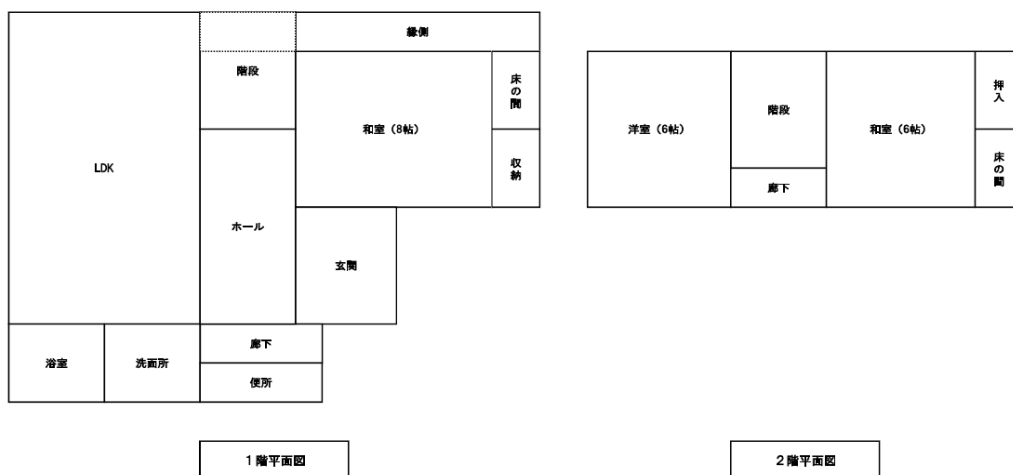 縁側
階段
床の間
和室（8帖）
LDK
収納
ホール
玄関
廊下
浴室
洗面所
便所
1階平面図
押入
階段
洋室（6帖）
和室（6帖）
床の間
廊下
2階平面図